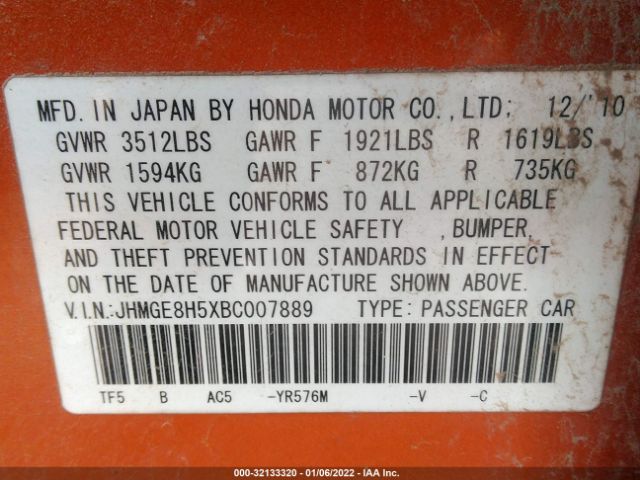 MFD. IN JAPAN BY HONDA MOTOR CO., LTD; 12/'10
GVWR 3512LBS GAWR F 1921LBS R 1619LBS
GVWR 1594KG GAWR F 872KG R 735KG
THIS VEHICLE CONFORMS TO ALL APPLICABLE
FEDERAL MOTOR VEHICLE SAFETY , BUMPER,
AND THEFT PREVENTION STANDARDS IN EFFECT
ON THE DATE OF MANUFACTURE SHOWN ABOVE.
V.I.N.:JHMGE8H5XBC007889 TYPE: PASSENGER CAR
TF5 B AC5 -YR576M -V -C
000-32133320 - 01/06/2022 - IAA Inc.